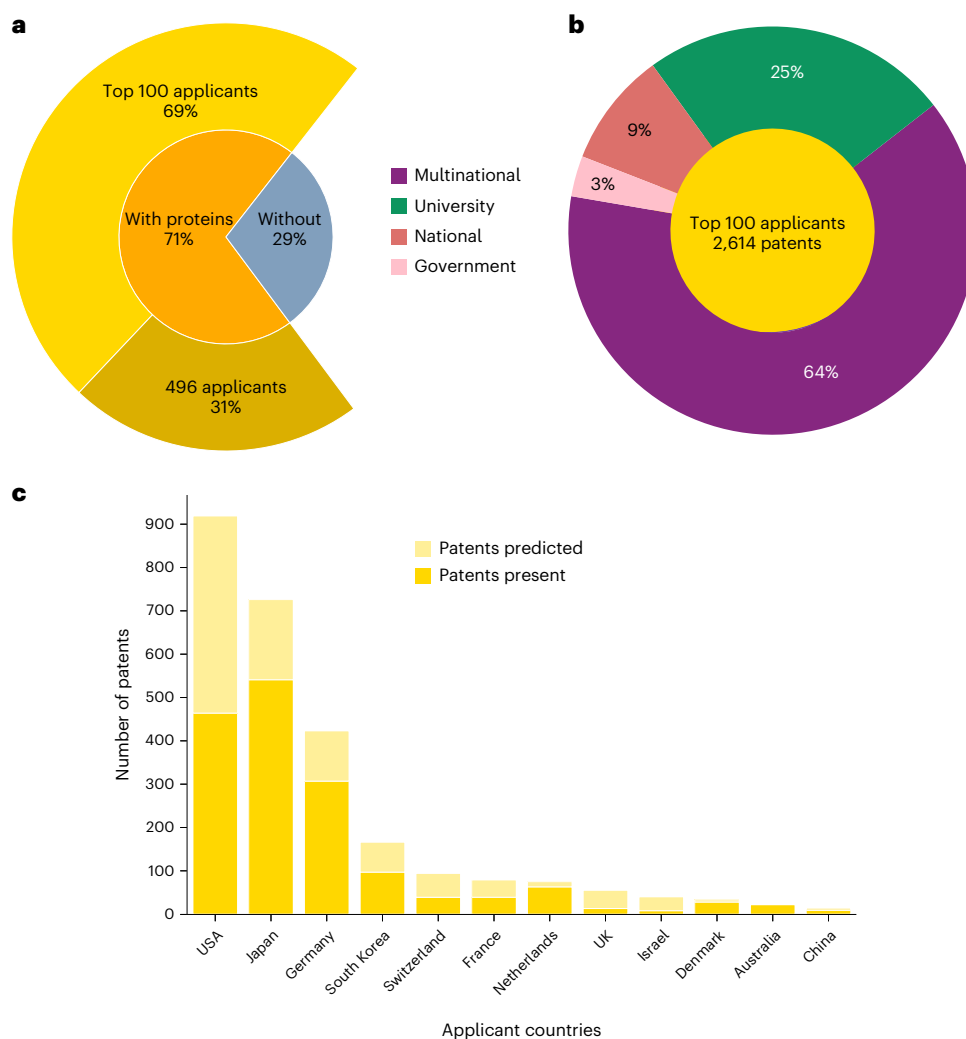 a
Top 100 applicants
69%
With proteins
71%
Without
29%
496 applicants
31%
Multinational
University
National
Government
b
25%
9%
3%
Top 100 applicants
2,614 patents
64%
c
Number of patents
900
800
700
600
500
400
300
200
100
0
Patents predicted
Patents present
USA
Japan
Germany
South Korea
Switzerland
France
Netherlands
UK
Israel
Denmark
Australia
China
Applicant countries